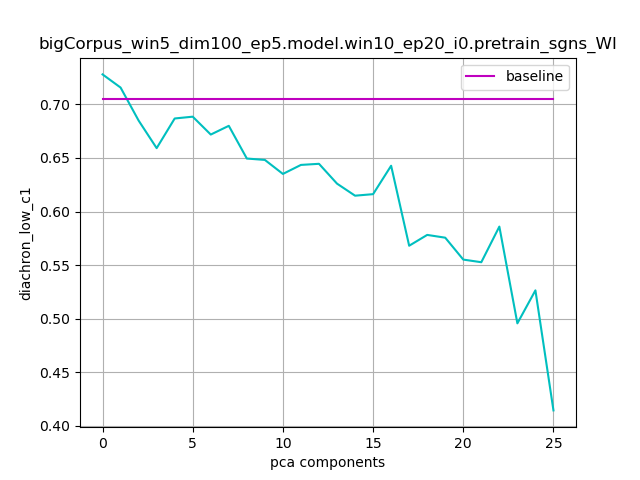 bigCorpus_win5_dim100_ep5.model.win10_ep20_i0.pretrain_sgns_WI
baseline
0.70
0.65
0.60
0.55
0.50
0.45
0.40
diachron_low_c1
0 5 10 15 20 25
pca components